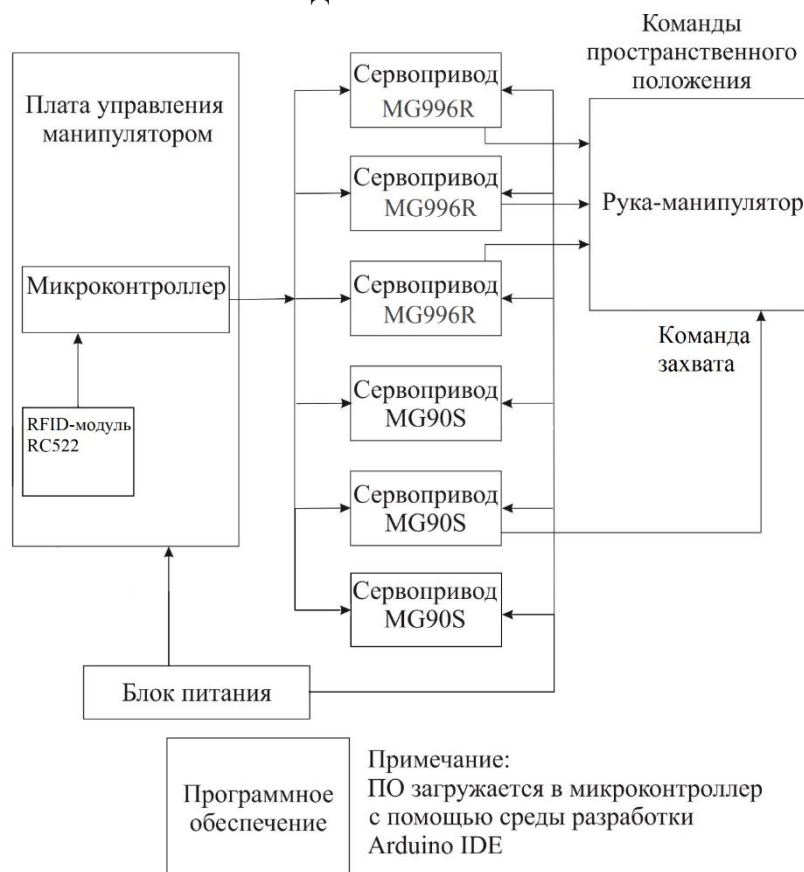 Плата управления
манипулятором
Микроконтроллер
RFID-модуль
RC522
Сервопривод
MG996R
Сервопривод
MG996R
Сервопривод
MG996R
Сервопривод
MG90S
Сервопривод
MG90S
Сервопривод
MG90S
Команды
пространственного
положения
Рука-манипулятор
Команда
захвата
Блок питания
Программное
обеспечение
Примечание:
ПО загружается в микроконтроллер
с помощью среды разработки
Arduino IDE